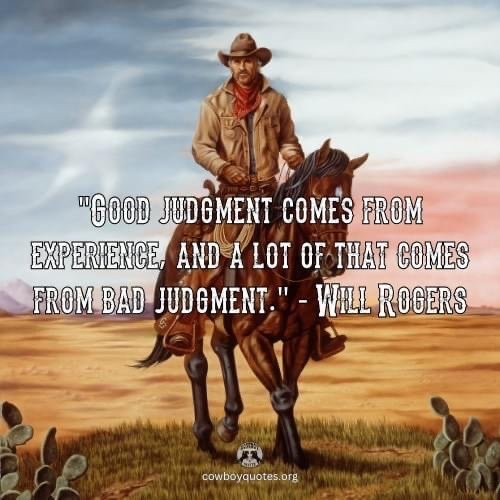 "Good judgment comes from
experience, and a lot of that comes
from bad judgment." - Will Rogers
cowboyquotes.org